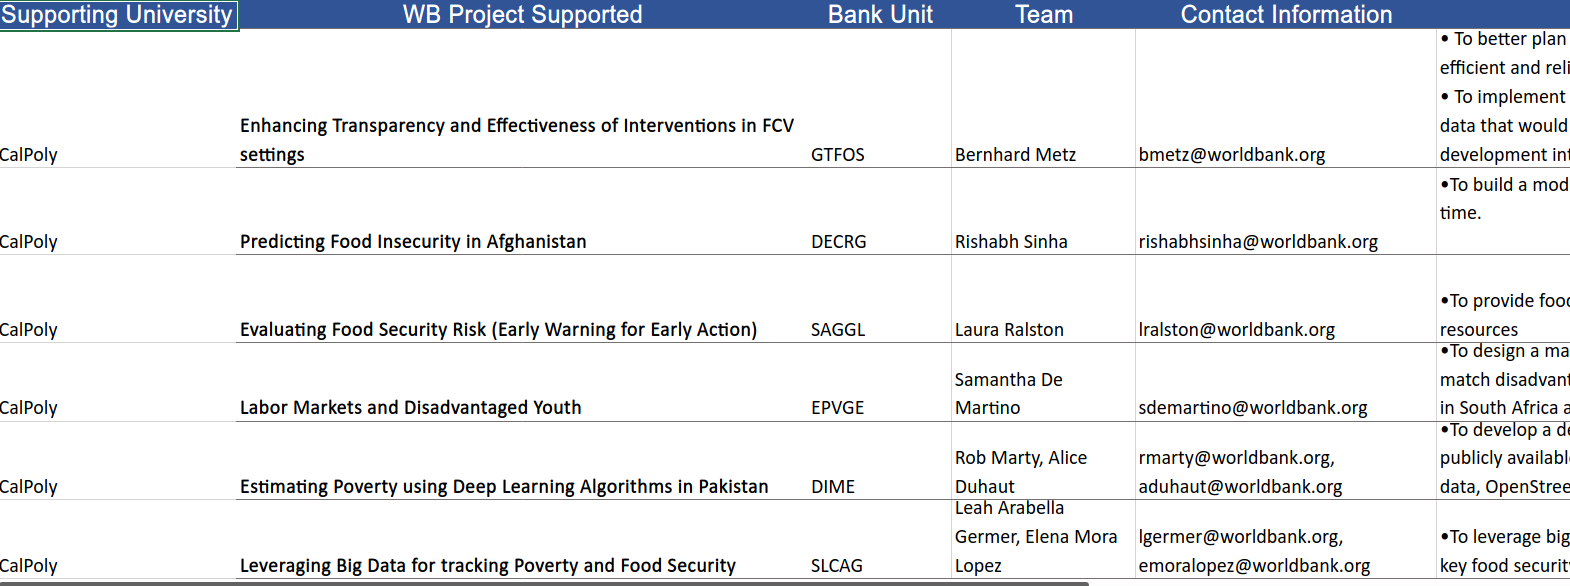 Supporting University WB Project Supported Bank Unit Team Contact Information
• To better plan
efficient and reli
• To implement
Enhancing Transparency and Effectiveness of Interventions in FCV data that would
CalPoly settings GTFOS Bernhard Metz bmetz@worldbank.org development int
•To build a mod
time.
CalPoly Predicting Food Insecurity in Afghanistan DECRG Rishabh Sinha rishabhsinha@worldbank.org
•To provide food
CalPoly Evaluating Food Security Risk (Early Warning for Early Action) SAGGL Laura Ralston lralston@worldbank.org resources
•To design a ma
Samantha De match disadvant
CalPoly Labor Markets and Disadvantaged Youth EPVGE Martino sdemartino@worldbank.org in South Africa a
•To develop a de
Rob Marty, Alice rmarty@worldbank.org, publicly availabl
CalPoly Estimating Poverty using Deep Learning Algorithms in Pakistan DIME Duhaut aduhaut@worldbank.org data, OpenStree
Leah Arabella
Germer, Elena Mora lgermer@worldbank.org, •To leverage big
CalPoly Leveraging Big Data for tracking Poverty and Food Security SLCAG Lopez emoralopez@worldbank.org key food securit